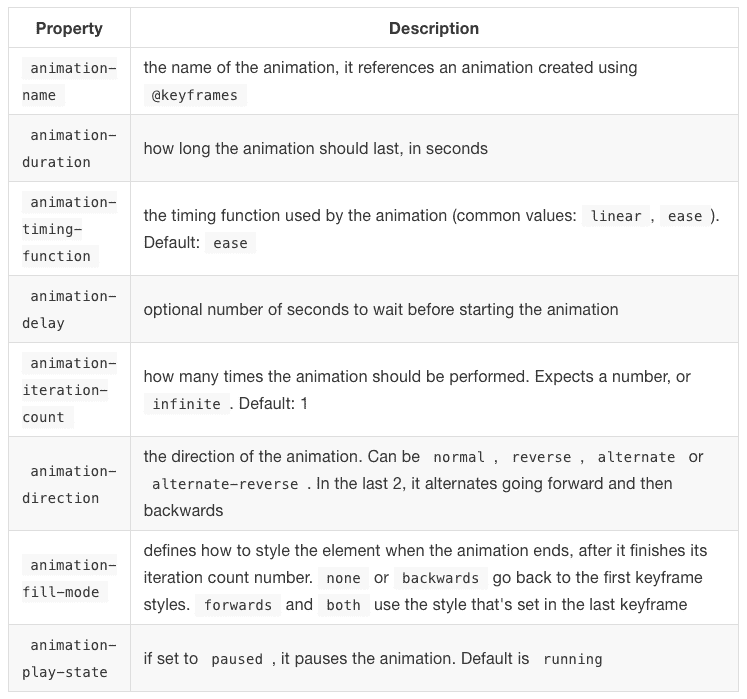 Property Description
animation-name
the name of the animation, it references an animation created using
@keyframes
animation-duration
how long the animation should last, in seconds
animation-timing-function
the timing function used by the animation (common values: linear , ease ).
Default: ease
animation-delay
optional number of seconds to wait before starting the animation
animation-iteration-count
how many times the animation should be performed. Expects a number, or
infinite . Default: 1
animation-direction
the direction of the animation. Can be normal , reverse , alternate or
alternate-reverse . In the last 2, it alternates going forward and then
backwards
animation-fill-mode
defines how to style the element when the animation ends, after it finishes its
iteration count number. none or backwards go back to the first keyframe
styles. forwards and both use the style that's set in the last keyframe
animation-play-state
if set to paused , it pauses the animation. Default is running